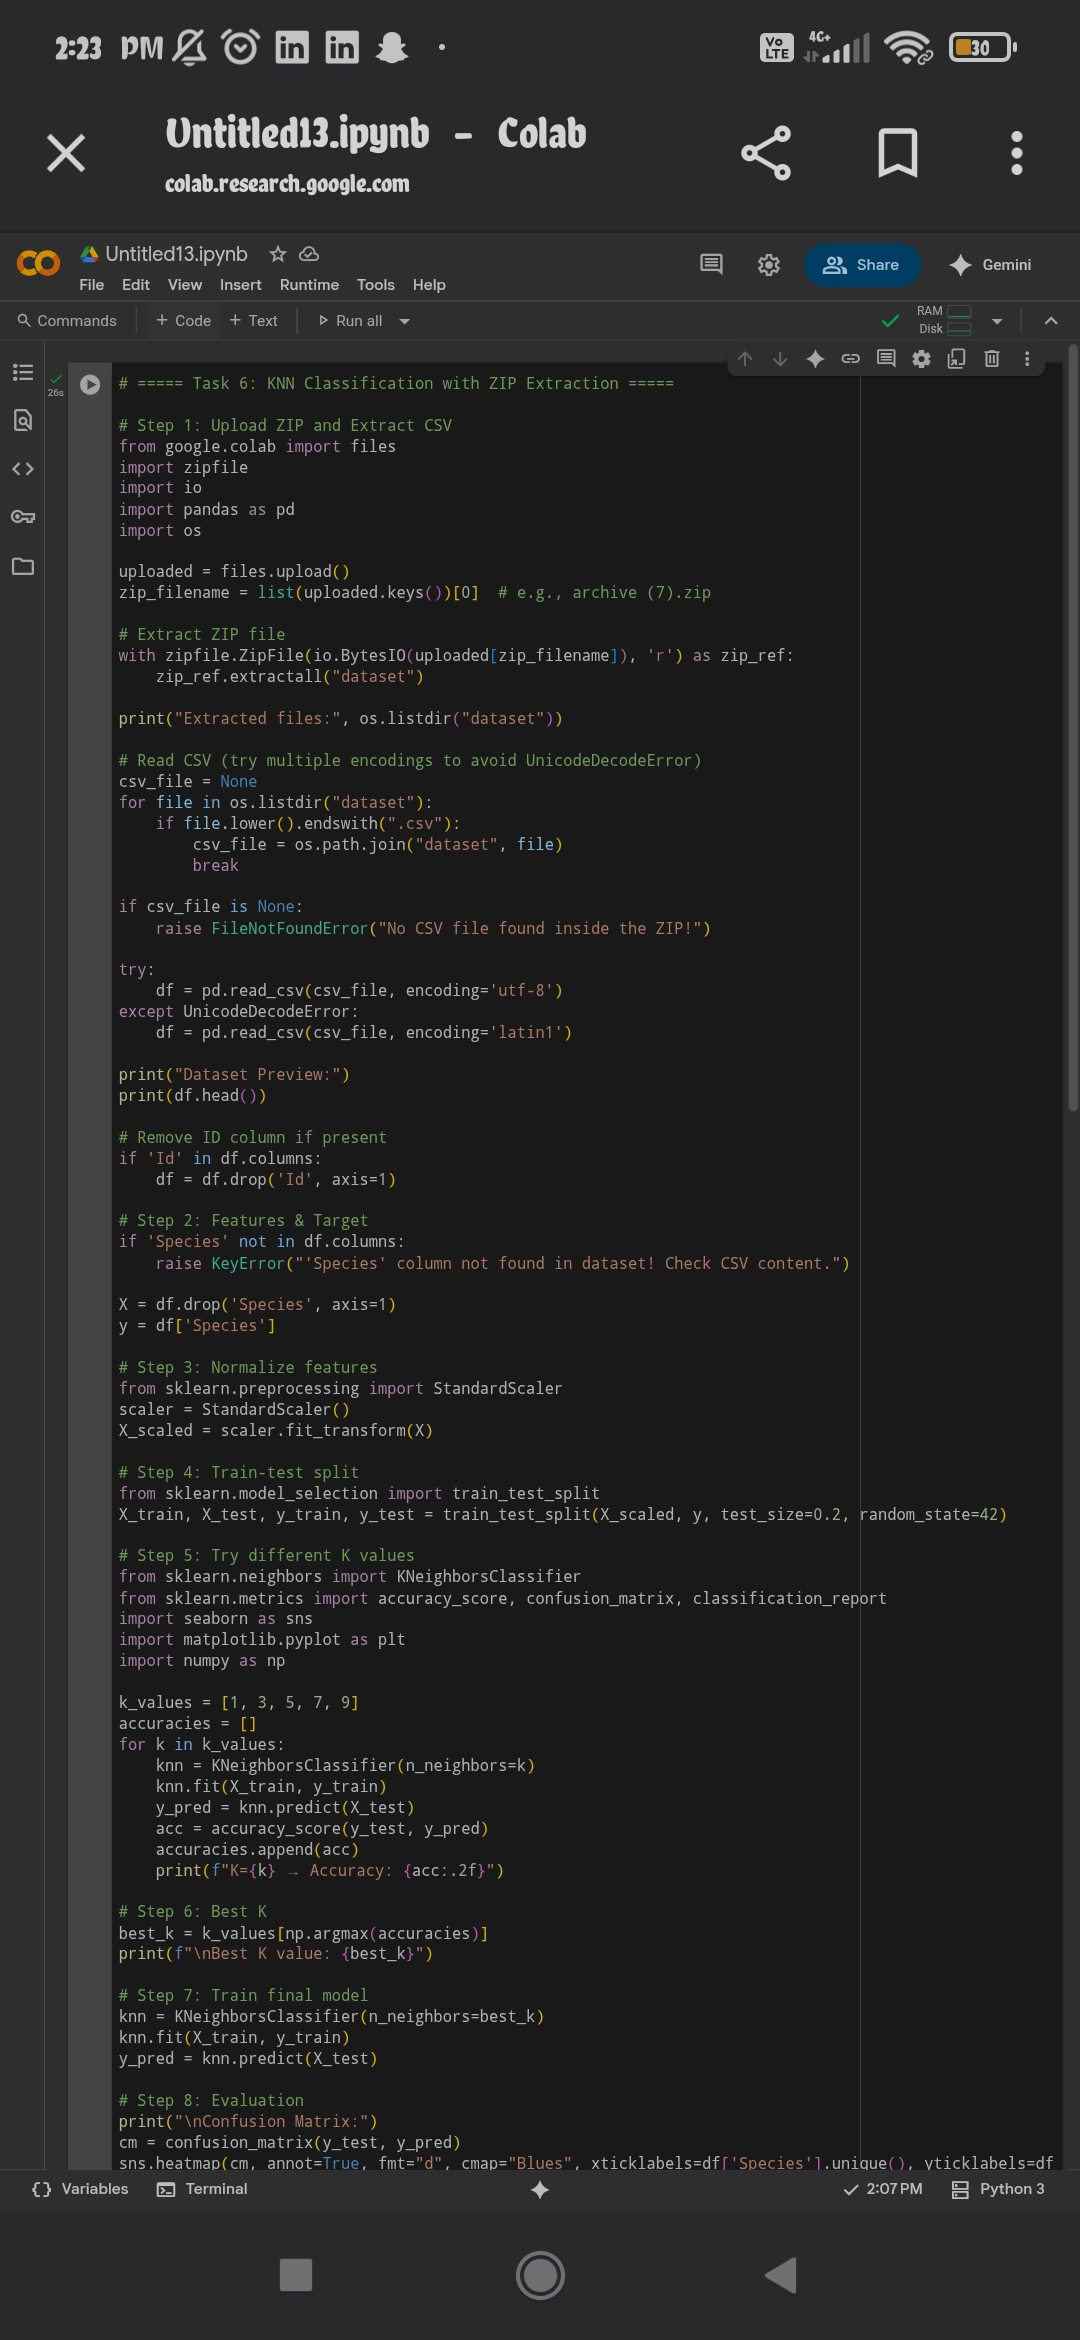 2:23 PM
Vo LTE 4G+ 30
Untitled13.ipynb - Colab
colab.research.google.com
Untitled13.ipynb
File Edit View Insert Runtime Tools Help
Share Gemini
Commands + Code + Text Run all
RAM
Disk
26s
# ===== Task 6: KNN Classification with ZIP Extraction =====
# Step 1: Upload ZIP and Extract CSV
from google.colab import files
import zipfile
import io
import pandas as pd
import os
uploaded = files.upload()
zip_filename = list(uploaded.keys())[0]  # e.g., archive (7).zip
# Extract ZIP file
with zipfile.ZipFile(io.BytesIO(uploaded[zip_filename]), 'r') as zip_ref:
    zip_ref.extractall("dataset")
print("Extracted files:", os.listdir("dataset"))
# Read CSV (try multiple encodings to avoid UnicodeDecodeError)
csv_file = None
for file in os.listdir("dataset"):
    if file.lower().endswith(".csv"):
        csv_file = os.path.join("dataset", file)
        break
if csv_file is None:
    raise FileNotFoundError("No CSV file found inside the ZIP!")
try:
    df = pd.read_csv(csv_file, encoding='utf-8')
except UnicodeDecodeError:
    df = pd.read_csv(csv_file, encoding='latin1')
print("Dataset Preview:")
print(df.head())
# Remove ID column if present
if 'Id' in df.columns:
    df = df.drop('Id', axis=1)
# Step 2: Features & Target
if 'Species' not in df.columns:
    raise KeyError("'Species' column not found in dataset! Check CSV content.")
X = df.drop('Species', axis=1)
y = df['Species']
# Step 3: Normalize features
from sklearn.preprocessing import StandardScaler
scaler = StandardScaler()
X_scaled = scaler.fit_transform(X)
# Step 4: Train-test split
from sklearn.model_selection import train_test_split
X_train, X_test, y_train, y_test = train_test_split(X_scaled, y, test_size=0.2, random_state=42)
# Step 5: Try different K values
from sklearn.neighbors import KNeighborsClassifier
from sklearn.metrics import accuracy_score, confusion_matrix, classification_report
import seaborn as sns
import matplotlib.pyplot as plt
import numpy as np
k_values = [1, 3, 5, 7, 9]
accuracies = []
for k in k_values:
    knn = KNeighborsClassifier(n_neighbors=k)
    knn.fit(X_train, y_train)
    y_pred = knn.predict(X_test)
    acc = accuracy_score(y_test, y_pred)
    accuracies.append(acc)
    print(f"K={k} → Accuracy: {acc:.2f}")
# Step 6: Best K
best_k = k_values[np.argmax(accuracies)]
print(f"\nBest K value: {best_k}")
# Step 7: Train final model
knn = KNeighborsClassifier(n_neighbors=best_k)
knn.fit(X_train, y_train)
y_pred = knn.predict(X_test)
# Step 8: Evaluation
print("\nConfusion Matrix:")
cm = confusion_matrix(y_test, y_pred)
sns.heatmap(cm, annot=True, fmt="d", cmap="Blues", xticklabels=df['Species'].unique(), yticklabels=df
Variables Terminal 2:07 PM Python 3